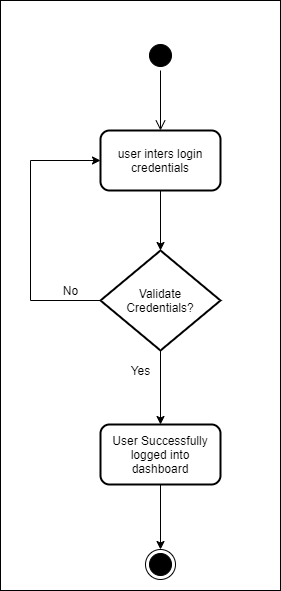 user inters login
credentials
Validate
Credentials?
No
Yes
User Successfully
logged into
dashboard